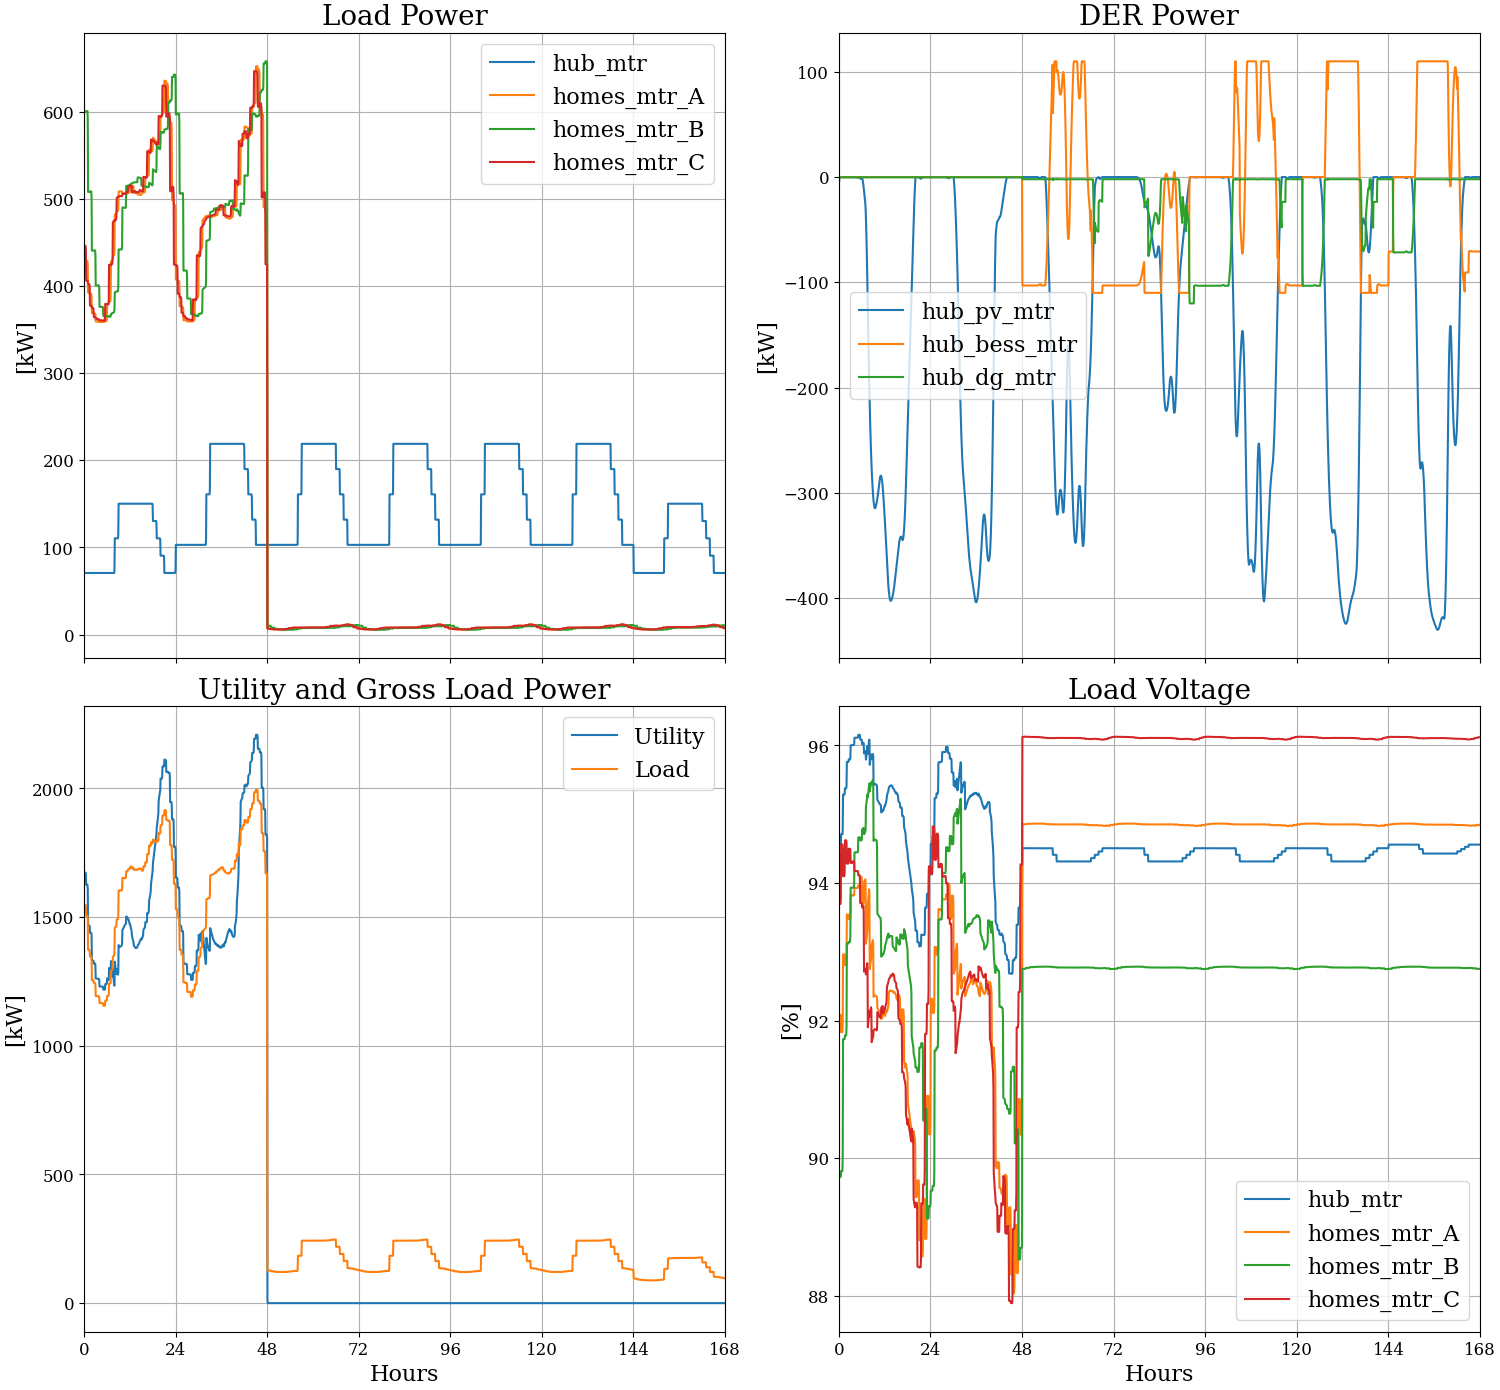 Load Power
[kW]
600
500
400
300
200
100
0
hub_mtr
homes_mtr_A
homes_mtr_B
homes_mtr_C
DER Power
[kW]
100
0
−100
−200
−300
−400
hub_pv_mtr
hub_bess_mtr
hub_dg_mtr
Utility and Gross Load Power
[kW]
2000
1500
1000
500
0
Utility
Load
0 24 48 72 96 120 144 168
Hours
Load Voltage
[%]
96
94
92
90
88
hub_mtr
homes_mtr_A
homes_mtr_B
homes_mtr_C
0 24 48 72 96 120 144 168
Hours